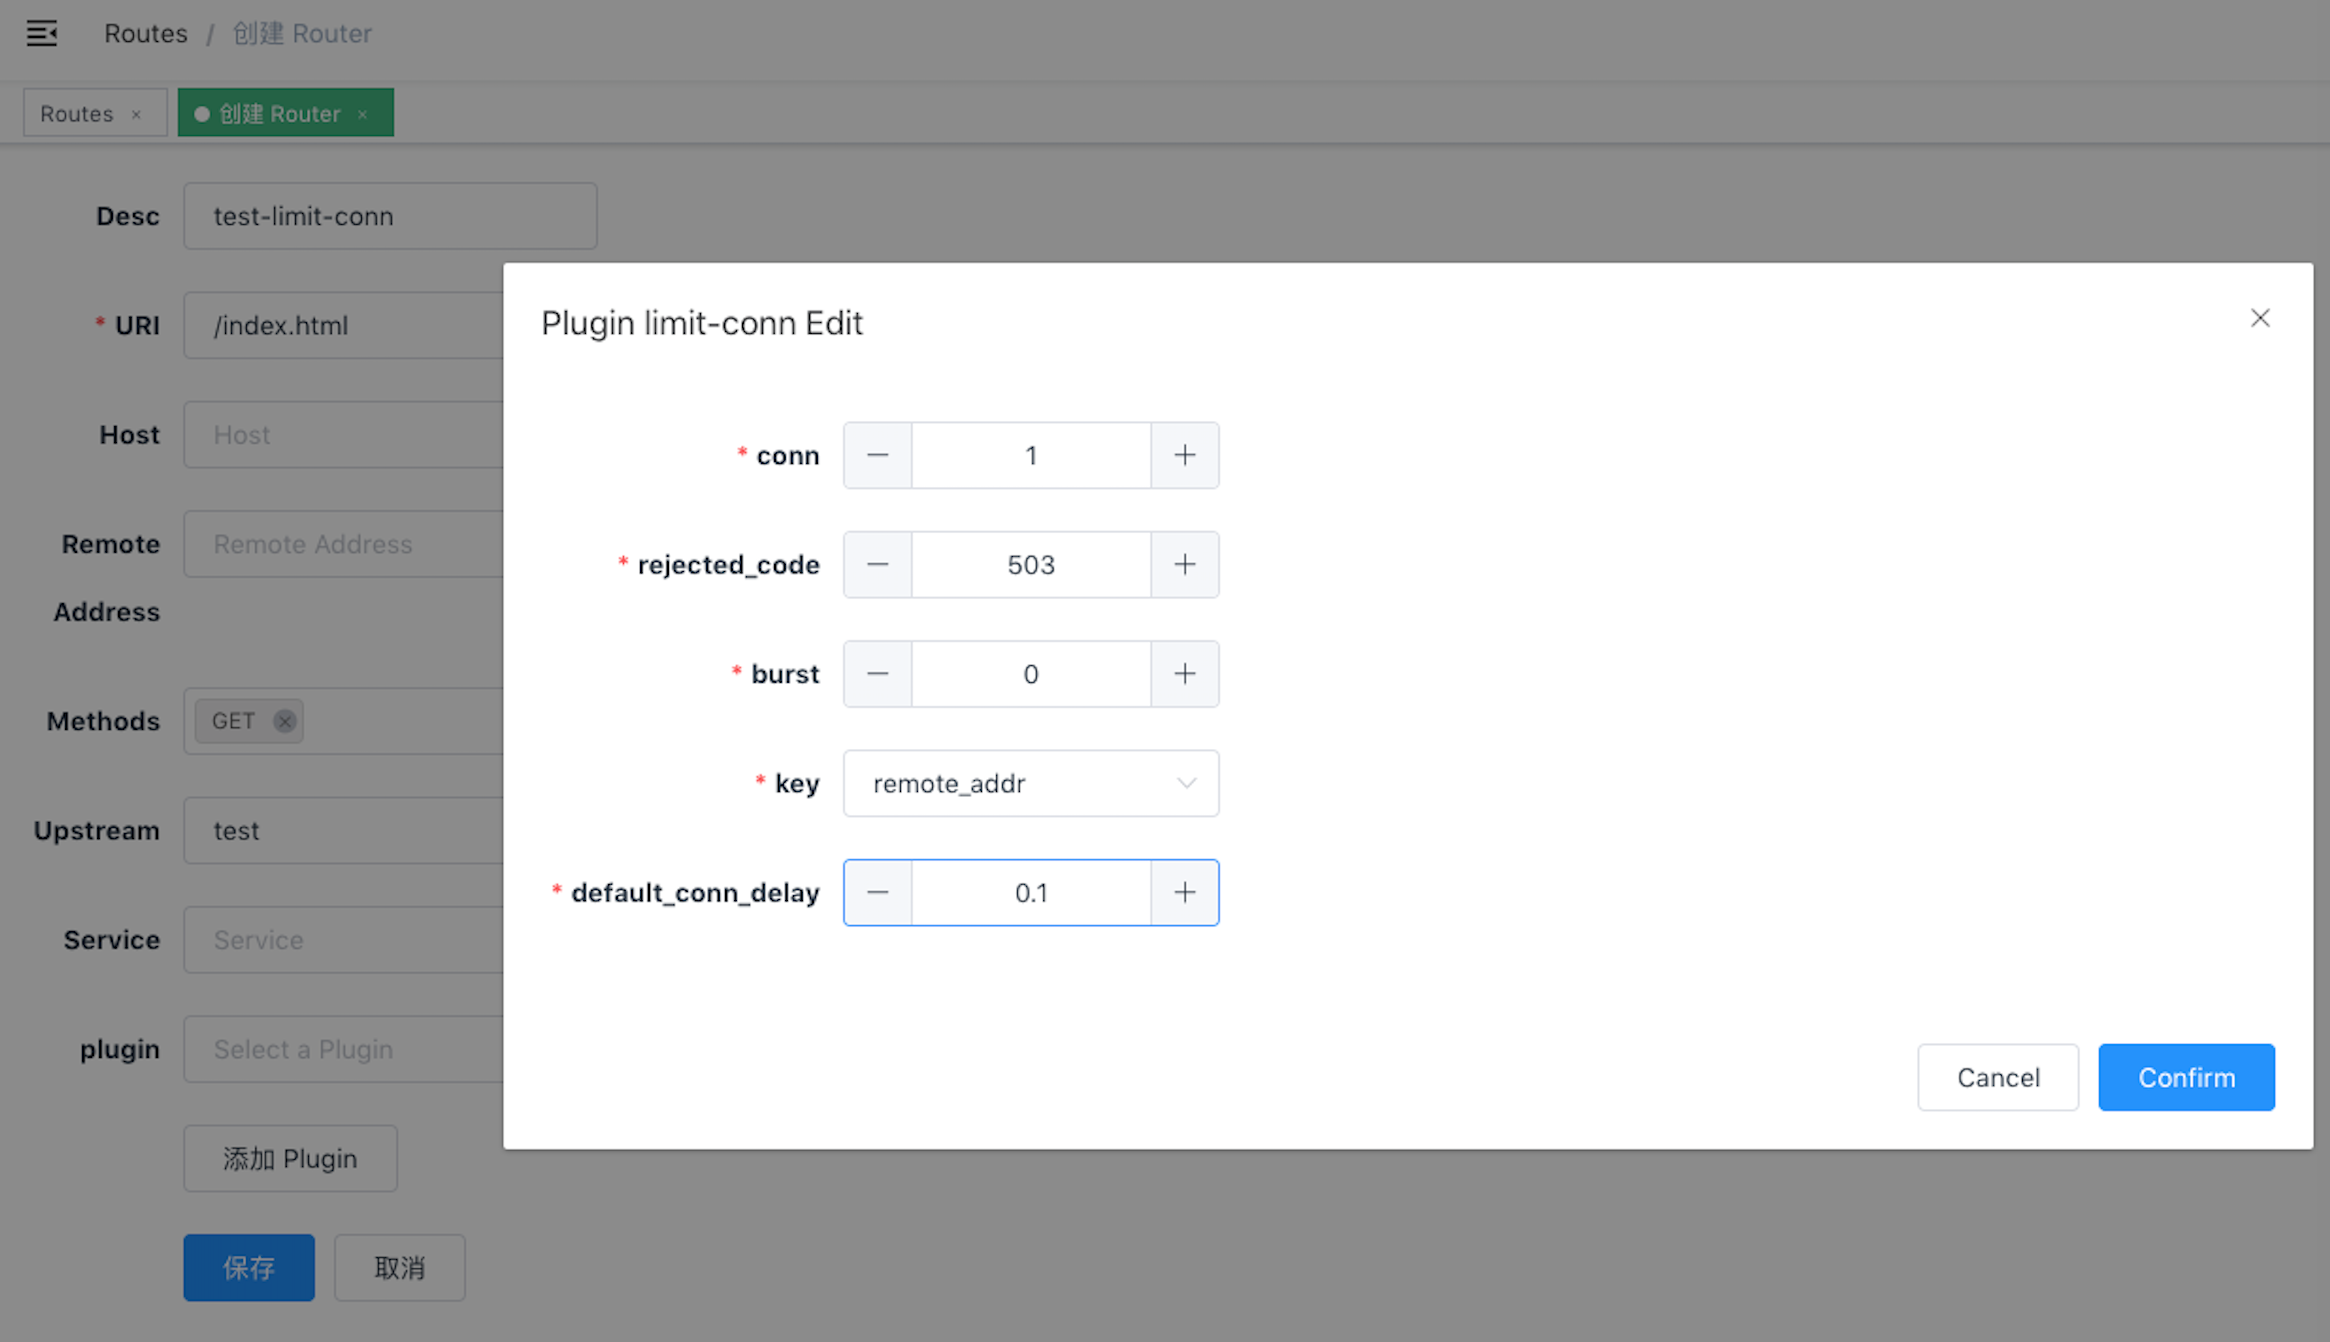 Routes / 创建 Router
Routes × 创建 Router ×
Desc test-limit-conn
* URI /index.html
Host Host
Remote Address Remote Address
Methods GET
Upstream test
Service Service
plugin Select a Plugin
添加 Plugin
保存 取消
Plugin limit-conn Edit
* conn 1
* rejected_code 503
* burst 0
* key remote_addr
* default_conn_delay 0.1
Cancel Confirm